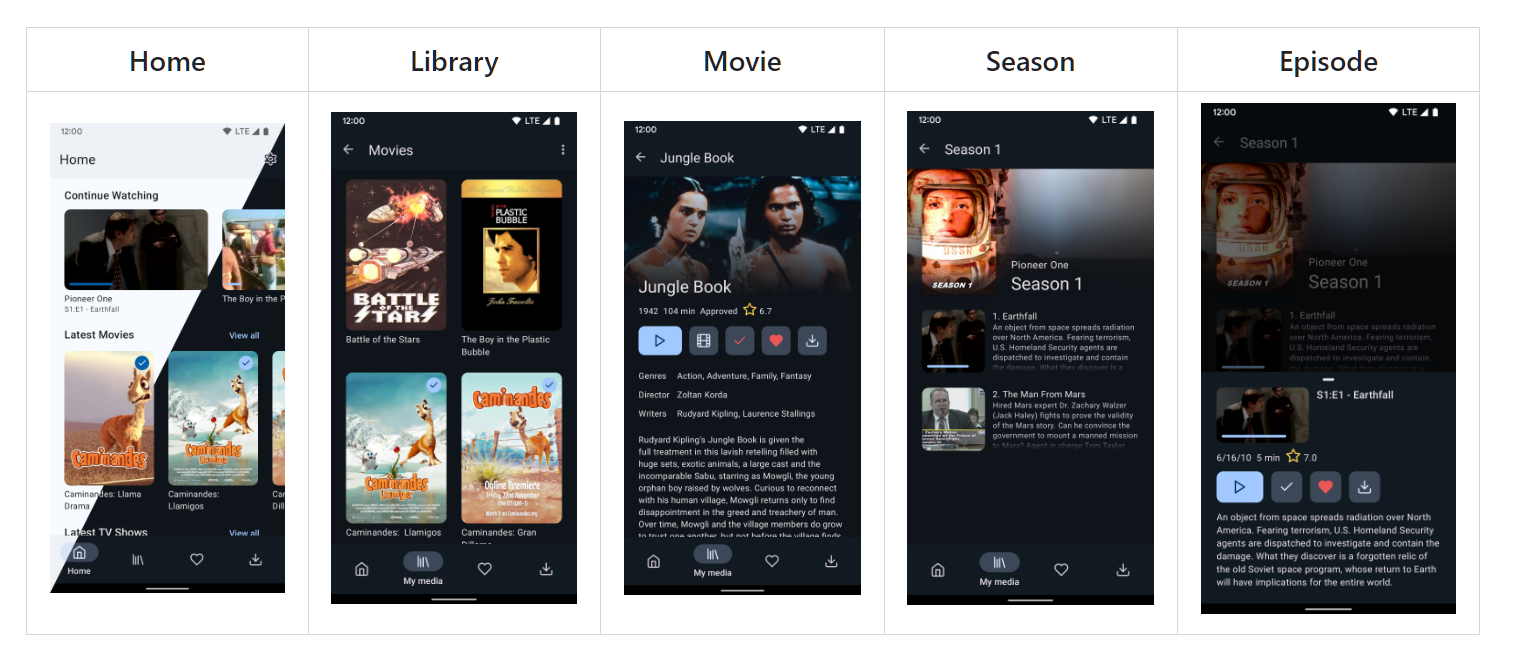 Home
Library
Movie
Season
Episode
12:00
LTE
Home
Continue Watching
Pioneer One
S1:E1 - Earthfall
The Boy in the P
Latest Movies
View all
Caminandes
Caminandes
Llamigos
Caminandes: Llama
Drama
Caminandes:
Llamigos
Ca
Dil
Latest TV Shows
View all
Home
12:00
LTE
Movies
BATTLE
OF THE
STARS
Battle of the Stars
THE BOY IN THE
PLASTIC
BUBBLE
John Travolta
The Boy in the Plastic
Bubble
Caminandes
Llamigos
Caminandes: Llamigos
Caminandes
Online Premiere
Friday 22nd November
Caminandes: Gran
Dillama
My media
12:00
LTE
Jungle Book
Jungle Book
1942 104 min Approved 6.7
Genres Action, Adventure, Family, Fantasy
Director Zoltan Korda
Writers Rudyard Kipling, Laurence Stallings
Rudyard Kipling's Jungle Book is given the
full treatment in this lavish retelling filled with
huge sets, exotic animals, a large cast and the
incomparable Sabu, starring as Mowgli, the young
orphan boy raised by wolves. Curious to reconnect
with his human village, Mowgli returns only to find
disappointment in the greed and treachery of man.
Over time, Mowgli and the village members do grow
to trust one another, but not before the village finds
My media
12:00
LTE
Season 1
USSR
SEASON 1
Pioneer One
Season 1
1. Earthfall
An object from space spreads radiation
over North America. Fearing terrorism,
U.S. Homeland Security agents are
dispatched to investigate and contain
the damage. What they discover is a
2. The Man From Mars
Hired Mars expert Dr. Zachary Walzer
(Jack Haley) fights to prove the validity
of the Mars story. Can he convince the
government to mount a manned mission
to Mars? Agent in charge Tom Taylor
My media
12:00
LTE
Season 1
USSR
SEASON 1
Pioneer One
Season 1
1. Earthfall
An object from space spreads radiation
over North America. Fearing terrorism,
U.S. Homeland Security agents are
dispatched to investigate and contain
the damage. What they discover is a
S1:E1 - Earthfall
6/16/10 5 min 7.0
An object from space spreads radiation over North
America. Fearing terrorism, U.S. Homeland Security
agents are dispatched to investigate and contain the
damage. What they discover is a forgotten relic of
the old Soviet space program, whose return to Earth
will have implications for the entire world.